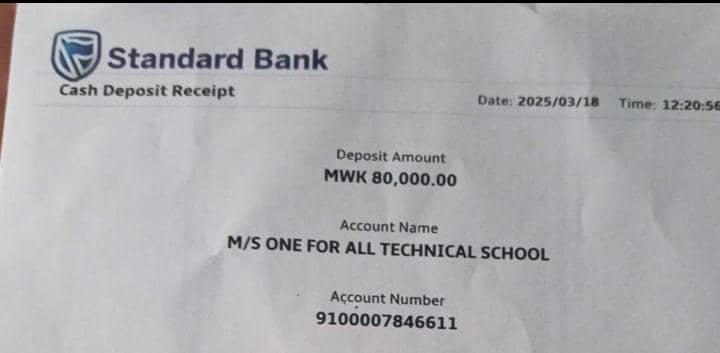 Standard Bank
Cash Deposit Receipt
Date: 2025/03/18 Time: 12:20:56
Deposit Amount
MWK 80,000.00
Account Name
M/S ONE FOR ALL TECHNICAL SCHOOL
Account Number
9100007846611